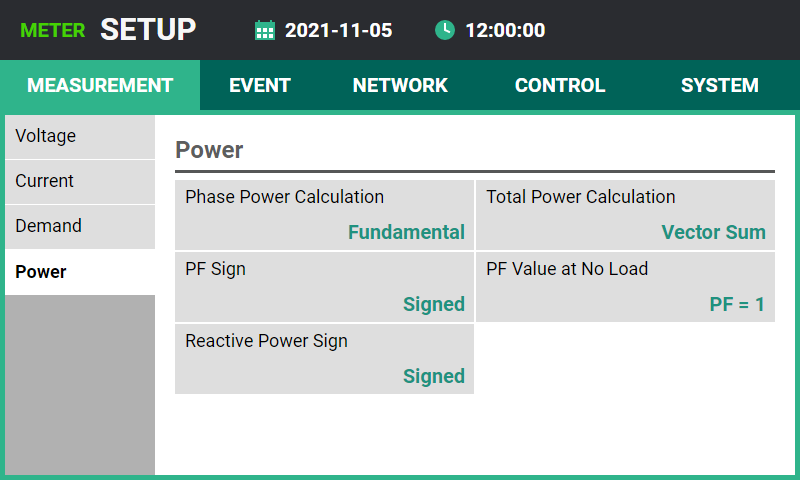 METER SETUP 2021-11-05 12:00:00
MEASUREMENT EVENT NETWORK CONTROL SYSTEM
Voltage
Current
Demand
Power
Power
Phase Power Calculation
Fundamental
Total Power Calculation
Vector Sum
PF Sign
Signed
PF Value at No Load
PF = 1
Reactive Power Sign
Signed